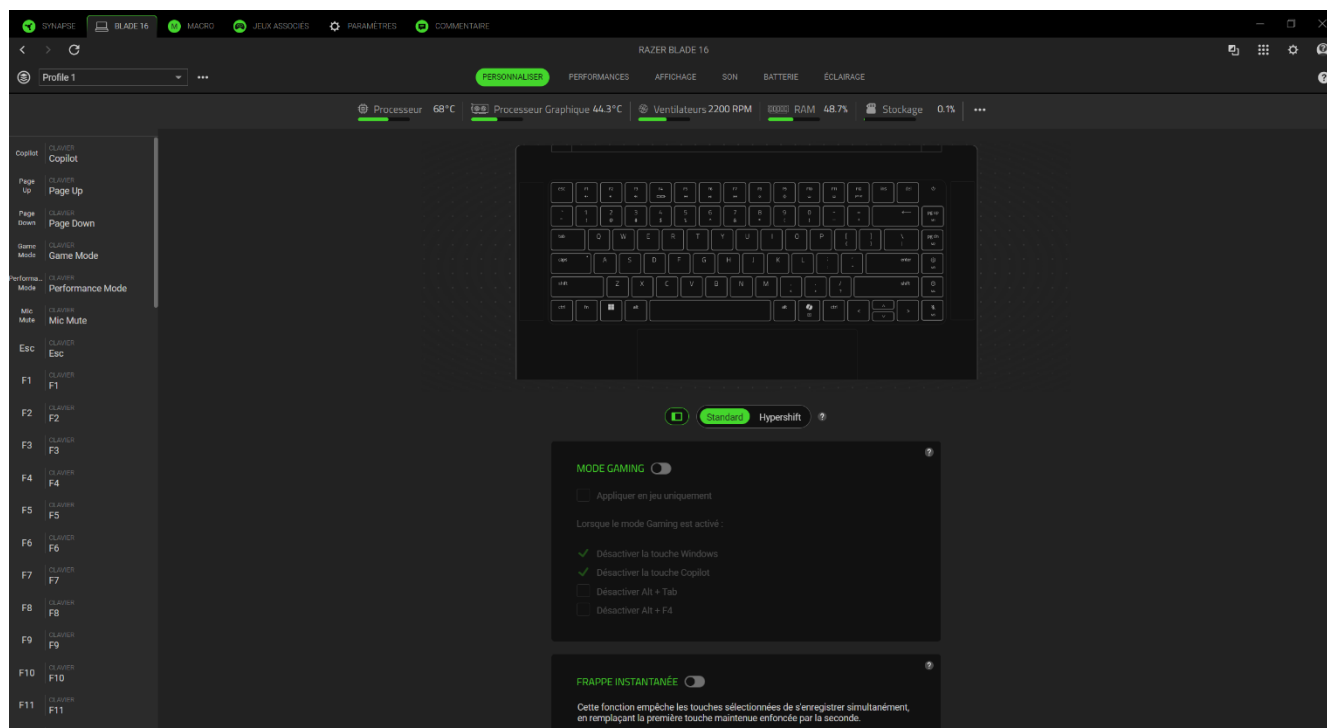 SYNAPSE BLADE 16 MACRO JEUX ASSOCIÉS PARAMÈTRES COMMENTAIRE
RAZER BLADE 16
Profile 1
PERSONNALISER PERFORMANCES AFFICHAGE SON BATTERIE ÉCLAIRAGE
Processeur 68°C Processeur Graphique 44.3°C Ventilateurs 2200 RPM RAM 48.7% Stockage 0.1%
Copilot CLAVIER
Copilot
Page Up CLAVIER
Page Up
Page Down CLAVIER
Page Down
Game Mode CLAVIER
Game Mode
Performa... Mode CLAVIER
Performance Mode
Mic Mute CLAVIER
Mic Mute
Esc CLAVIER
Esc
F1 CLAVIER
F1
F2 CLAVIER
F2
F3 CLAVIER
F3
F4 CLAVIER
F4
F5 CLAVIER
F5
F6 CLAVIER
F6
F7 CLAVIER
F7
F8 CLAVIER
F8
F9 CLAVIER
F9
F10 CLAVIER
F10
F11 CLAVIER
F11
Q W E R T Y U I O P
A S D F G H J K L
Z X C V B N M
Standard Hypershift
MODE GAMING
Appliquer en jeu uniquement
Lorsque le mode Gaming est activé :
Désactiver la touche Windows
Désactiver la touche Copilot
Désactiver Alt + Tab
Désactiver Alt + F4
FRAPPE INSTANTANÉE
Cette fonction empêche les touches sélectionnées de s'enregistrer simultanément,
en remplaçant la première touche maintenue enfoncée par la seconde.